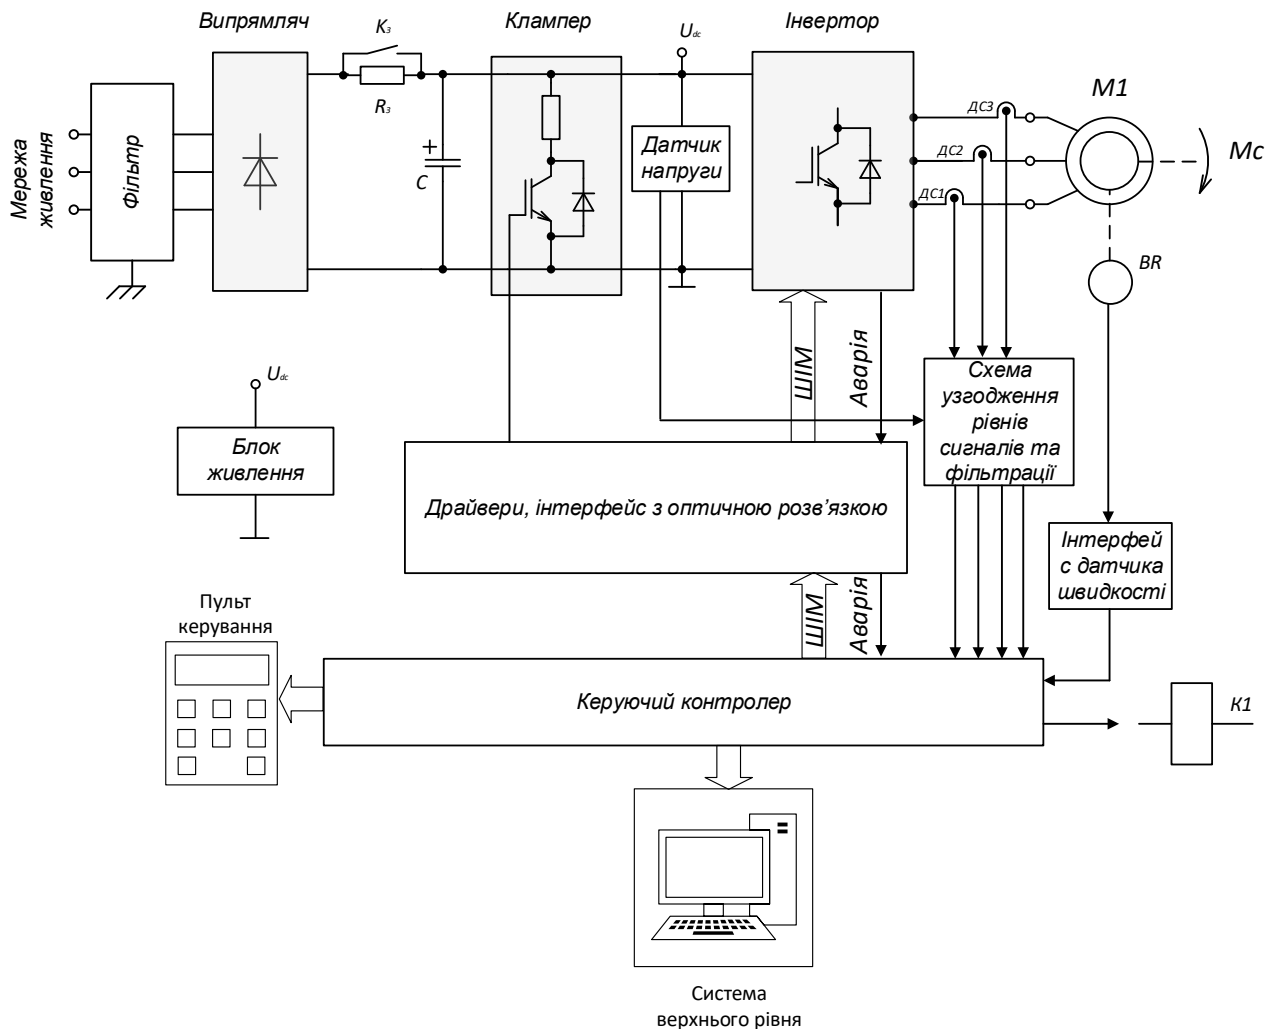 Випрямляч
Клампер
Інвертор
Kз
Rз
Udc
Мережа
живлення
Фільтр
+
C
Датчик
напруги
ДС3
ДС2
ДС1
M1
Mc
BR
ШІМ
Аварія
Схема
узгодження
рівнів
сигналів та
фільтрації
Udc
Блок
живлення
Драйвери, інтерфейс з оптичною розв’язкою
Інтерфей
с датчика
швидкості
ШІМ
Аварія
Пульт
керування
Керуючий контролер
К1
Система
верхнього рівня